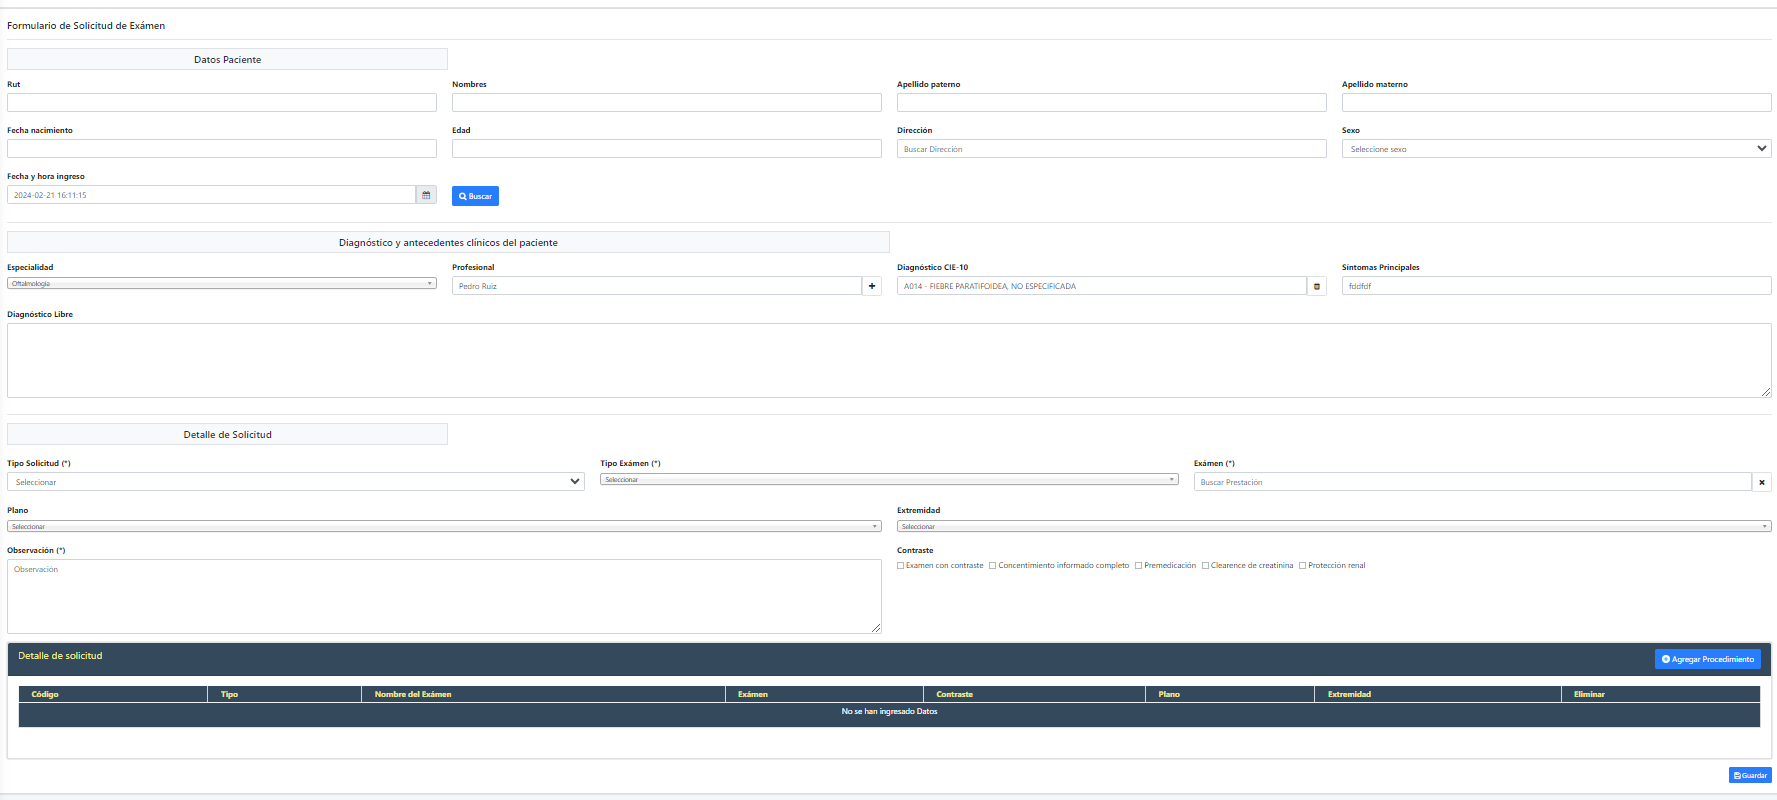 Formulario de Solicitud de Exámen
Datos Paciente
Rut
Nombres
Apellido paterno
Apellido materno
Fecha nacimiento
Edad
Dirección
Sexo
Buscar Dirección
Seleccione sexo
Fecha y hora ingreso
2024-02-21 16:11:15
Buscar
Diagnóstico y antecedentes clínicos del paciente
Especialidad
Profesional
Diagnóstico CIE-10
Síntomas Principales
Oftalmología
Pedro Ruiz
A014 - FIEBRE PARATIFOIDEA, NO ESPECIFICADA
fddfdf
Diagnóstico Libre
Detalle de Solicitud
Tipo Solicitud (*)
Tipo Exámen (*)
Exámen (*)
Seleccionar
Seleccionar
Buscar Prestación
Plano
Extremidad
Seleccionar
Seleccionar
Observación (*)
Contraste
Observación
Examen con contraste Concentimiento informado completo Premedicación Clearence de creatinina Protección renal
Detalle de solicitud
Agregar Procedimiento
Código Tipo Nombre del Exámen Exámen Contraste Plano Extremidad Eliminar
No se han ingresado Datos
Guardar